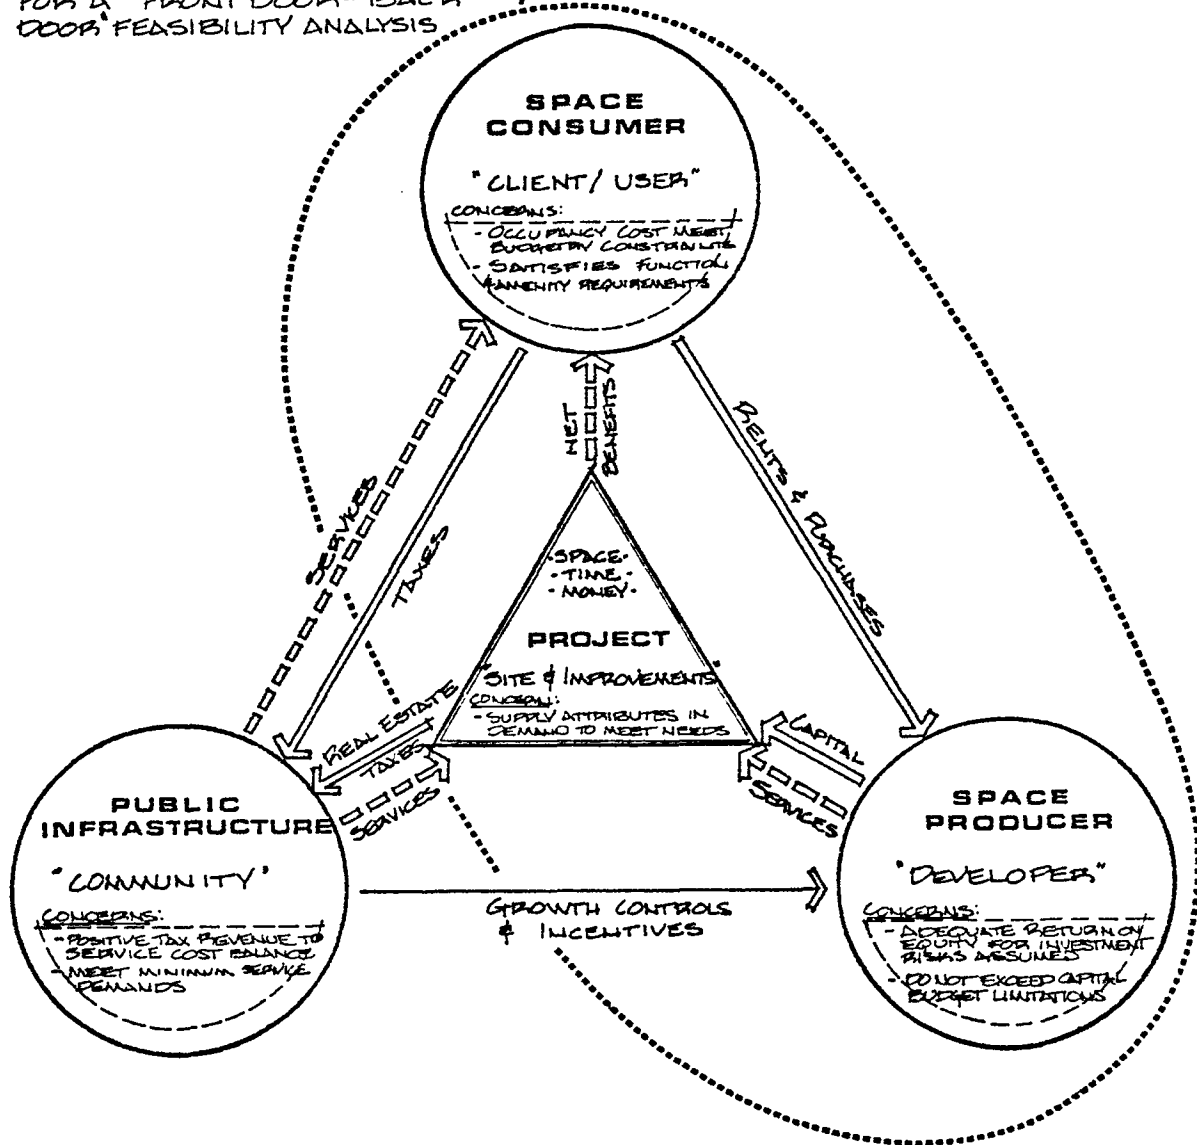 FOR A "FRONT DOOR - BACK
DOOR" FEASIBILITY ANALYSIS
SPACE
CONSUMER
"CLIENT / USER"
CONCERNS:
- OCCUPANCY COST MEET
BUDGETRY CONSTRAINTS
- SATISFIES FUNCTION
& AMENITY REQUIREMENTS
SERVICES
TAXES
NET
BENEFITS
RENTS & PURCHASES
- SPACE -
- TIME -
- MONEY -
PROJECT
"SITE & IMPROVEMENTS"
CONCERN:
- SUPPLY ATTRIBUTES IN
DEMAND TO MEET NEEDS
REAL ESTATE
TAXES
SERVICES
CAPITAL
SERVICES
PUBLIC
INFRASTRUCTURE
"COMMUNITY"
CONCERNS:
- POSITIVE TAX REVENUE TO
SERVICE COST BALANCE
- MEET MINIMUM SERVICE
DEMANDS
GROWTH CONTROLS
& INCENTIVES
SPACE
PRODUCER
"DEVELOPER"
CONCERNS:
- ADEQUATE RETURN ON
EQUITY FOR INVESTMENT
RISKS ASSUMED
- DO NOT EXCEED CAPITAL
BUDGET LIMITATIONS